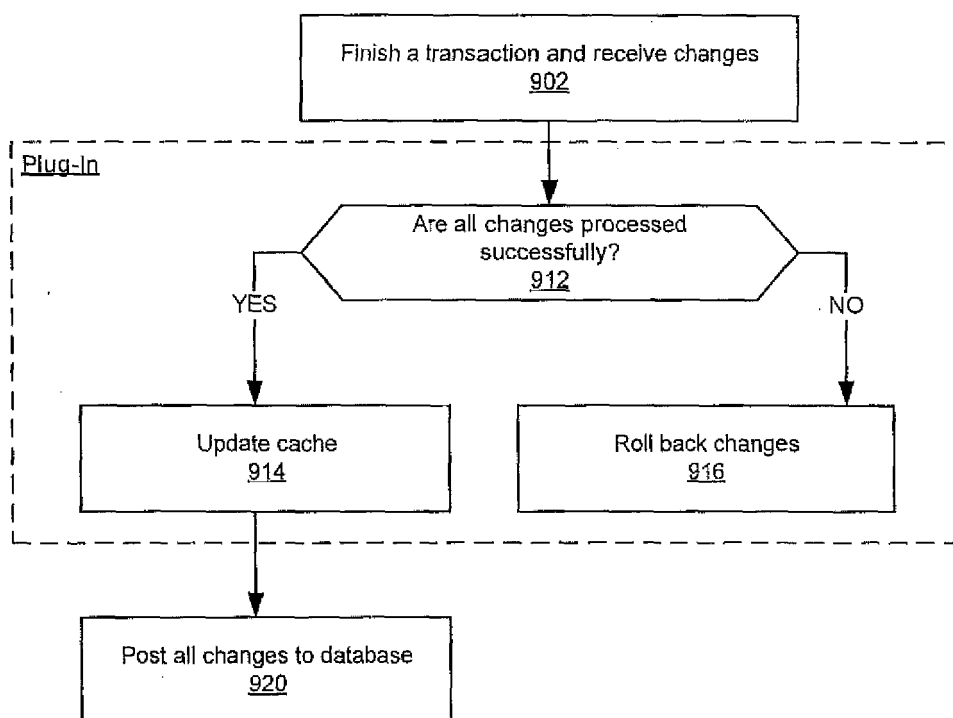 Finish a transaction and receive changes
902
Plug-In
Are all changes processed
successfully?
912
YES
NO
Update cache
914
Roll back changes
916
Post all changes to database
920